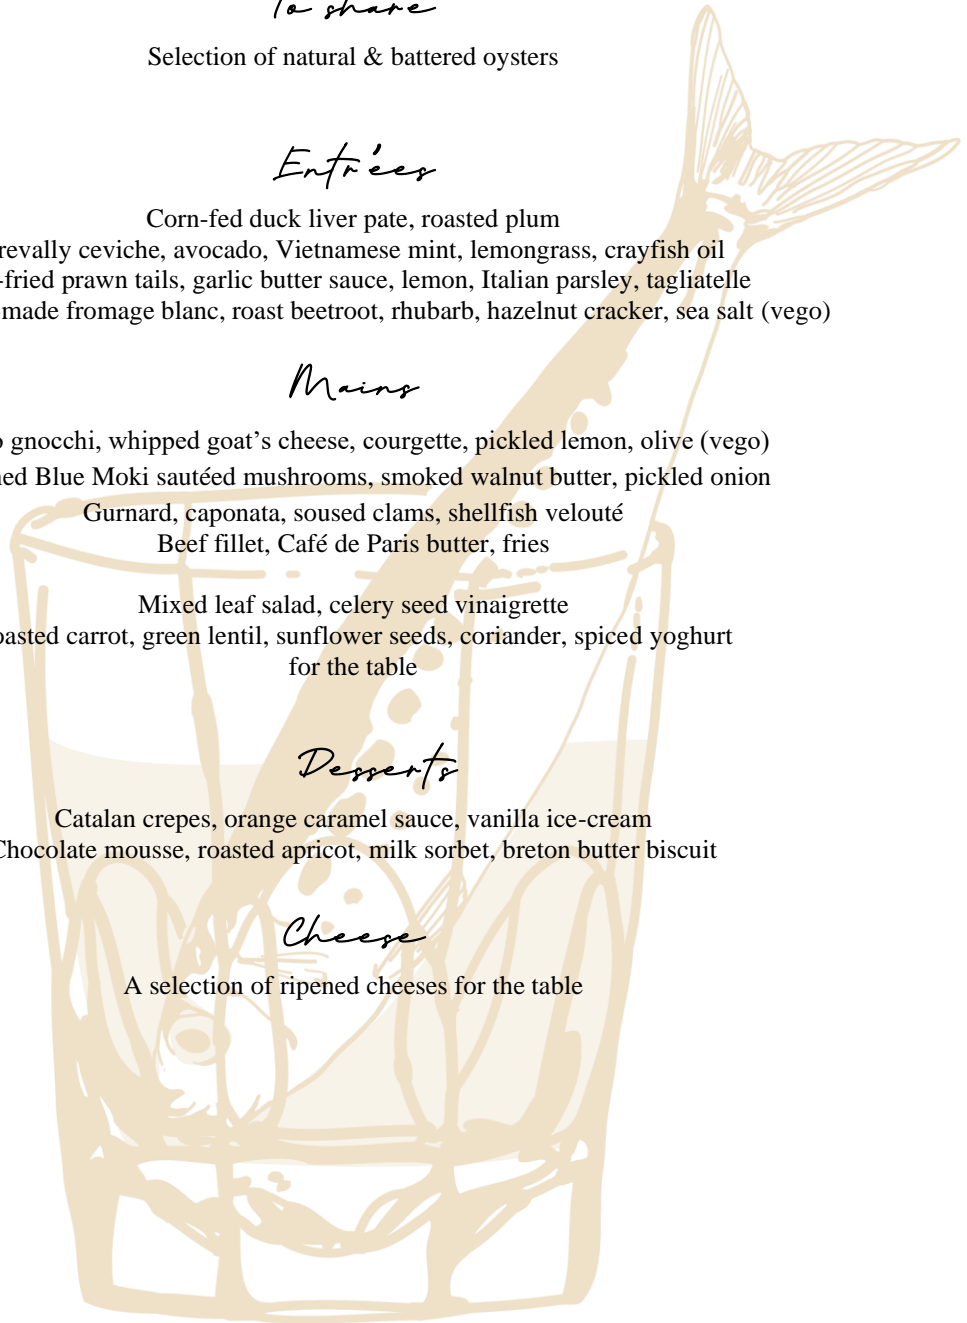 To share
Selection of natural & battered oysters
Entr'ees
Corn-fed duck liver pate, roasted plum
revally ceviche, avocado, Vietnamese mint, lemongrass, crayfish oil
-fried prawn tails, garlic butter sauce, lemon, Italian parsley, tagliatelle
made fromage blanc, roast beetroot, rhubarb, hazelnut cracker, sea salt (vego)
Mains
o gnocchi, whipped goat’s cheese, courgette, pickled lemon, olive (vego)
ed Blue Moki sautéed mushrooms, smoked walnut butter, pickled onion
Gurnard, caponata, soused clams, shellfish velouté
Beef fillet, Café de Paris butter, fries
Mixed leaf salad, celery seed vinaigrette
oasted carrot, green lentil, sunflower seeds, coriander, spiced yoghurt
for the table
Desserts
Catalan crepes, orange caramel sauce, vanilla ice-cream
Chocolate mousse, roasted apricot, milk sorbet, breton butter biscuit
Cheese
A selection of ripened cheeses for the table